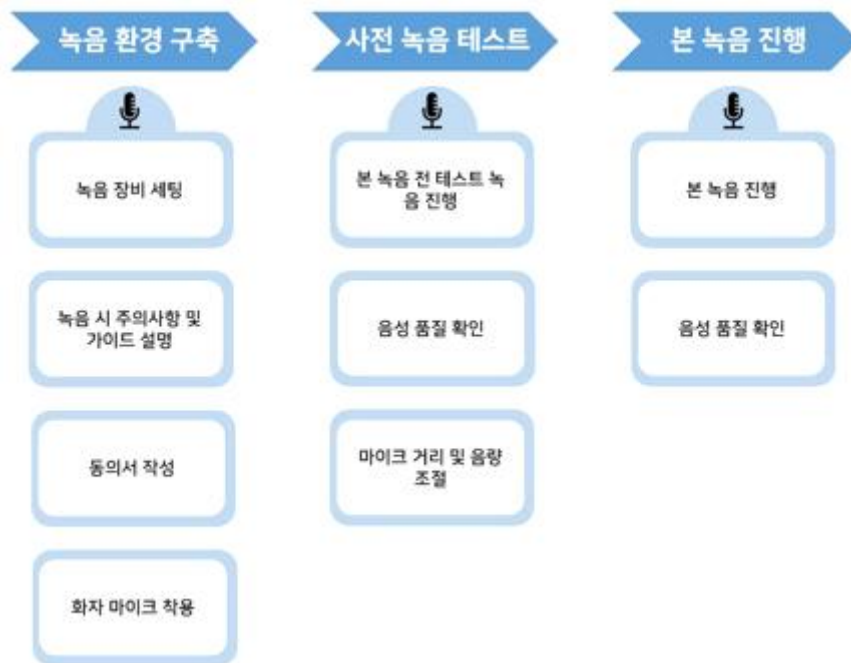 녹음 환경 구축
녹음 장비 세팅
녹음 시 주의사항 및
가이드 설명
동의서 작성
화자 마이크 착용
사전 녹음 테스트
본 녹음 전 테스트 녹
음 진행
음성 품질 확인
마이크 거리 및 음량
조절
본 녹음 진행
본 녹음 진행
음성 품질 확인